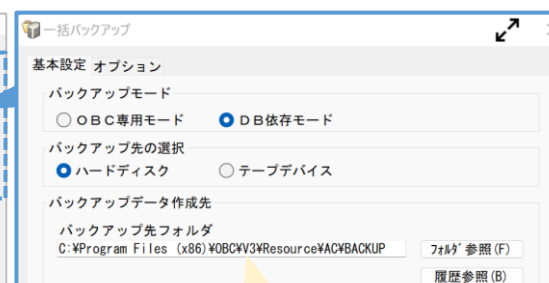 一括バックアップ
基本設定 オプション
バックアップモード
OBC専用モード DB依存モード
バックアップ先の選択
ハードディスク テープデバイス
バックアップデータ作成先
バックアップ先フォルダ
C:¥Program Files (x86)¥OBC¥V3¥Resource¥AC¥BACKUP ﾌｫﾙﾀﾞ参照(F)
履歴参照(B)